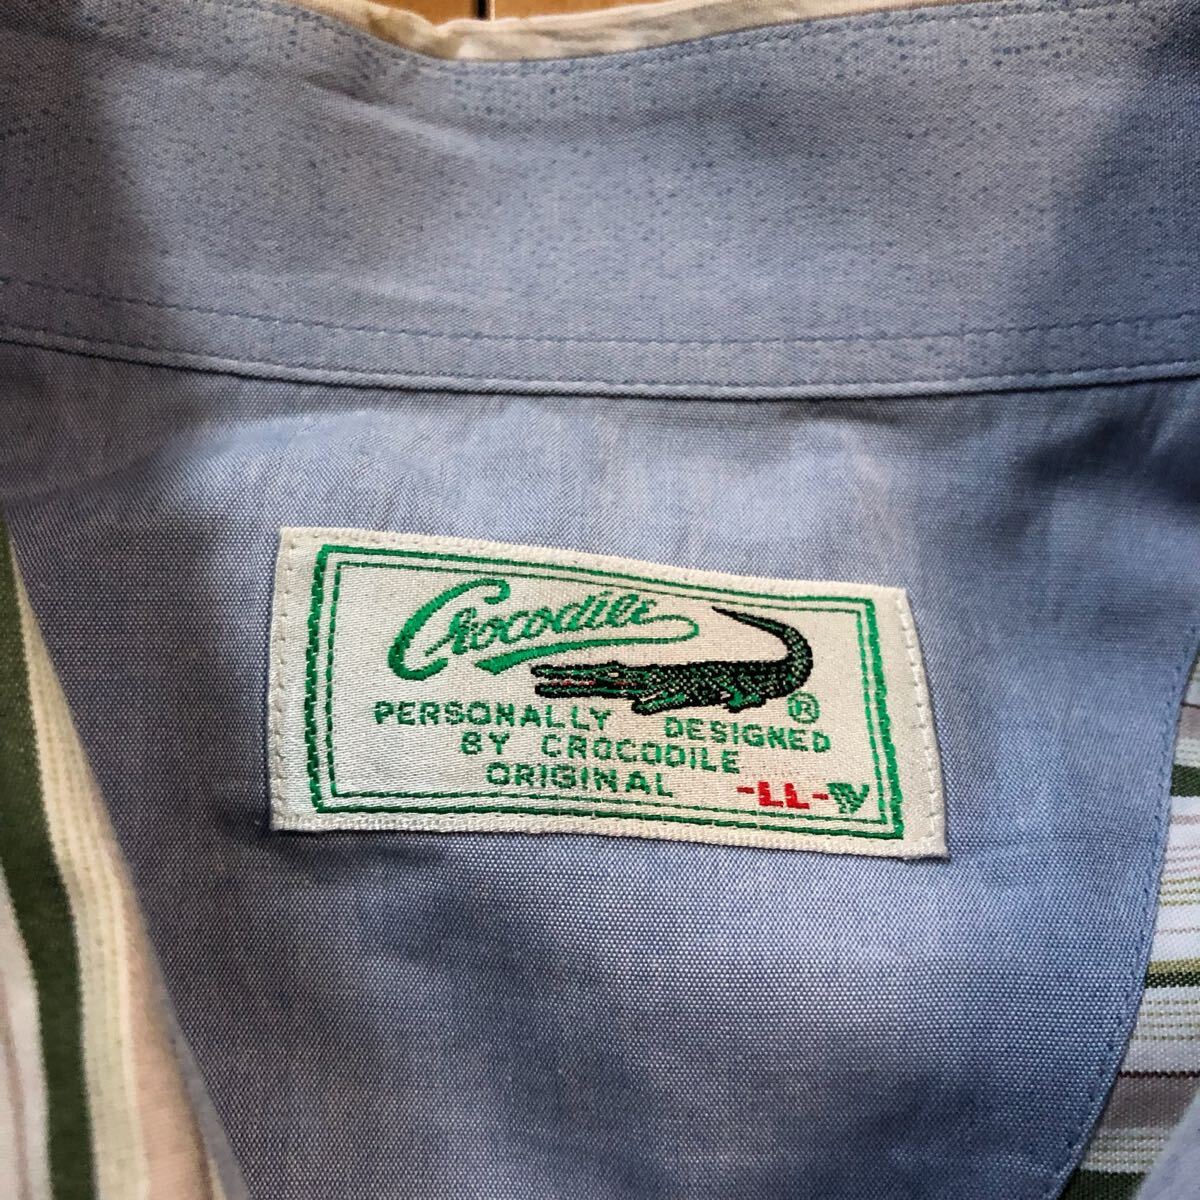 Crocodile
®
PERSONALLY DESIGNED
BY CROCODILE
ORIGINAL
-LL-